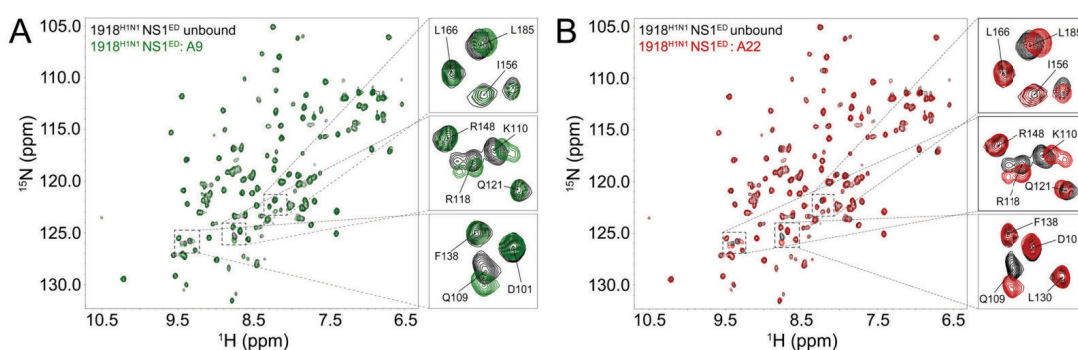 A
1918ᴴ¹ᴺ¹ NS1ᴱᴰ unbound
1918ᴴ¹ᴺ¹ NS1ᴱᴰ: A9
105.0
110.0
115.0
120.0
125.0
130.0
¹⁵N (ppm)
10.5 9.5 8.5 7.5 6.5
¹H (ppm)
L166
L185
I156
R148
K110
R118
Q121
F138
Q109
D101
B
1918ᴴ¹ᴺ¹ NS1ᴱᴰ unbound
1918ᴴ¹ᴺ¹ NS1ᴱᴰ: A22
105.0
110.0
115.0
120.0
125.0
130.0
¹⁵N (ppm)
10.5 9.5 8.5 7.5 6.5
¹H (ppm)
L166
L185
I156
R148
K110
R118
Q121
F138
D10
Q109
L130